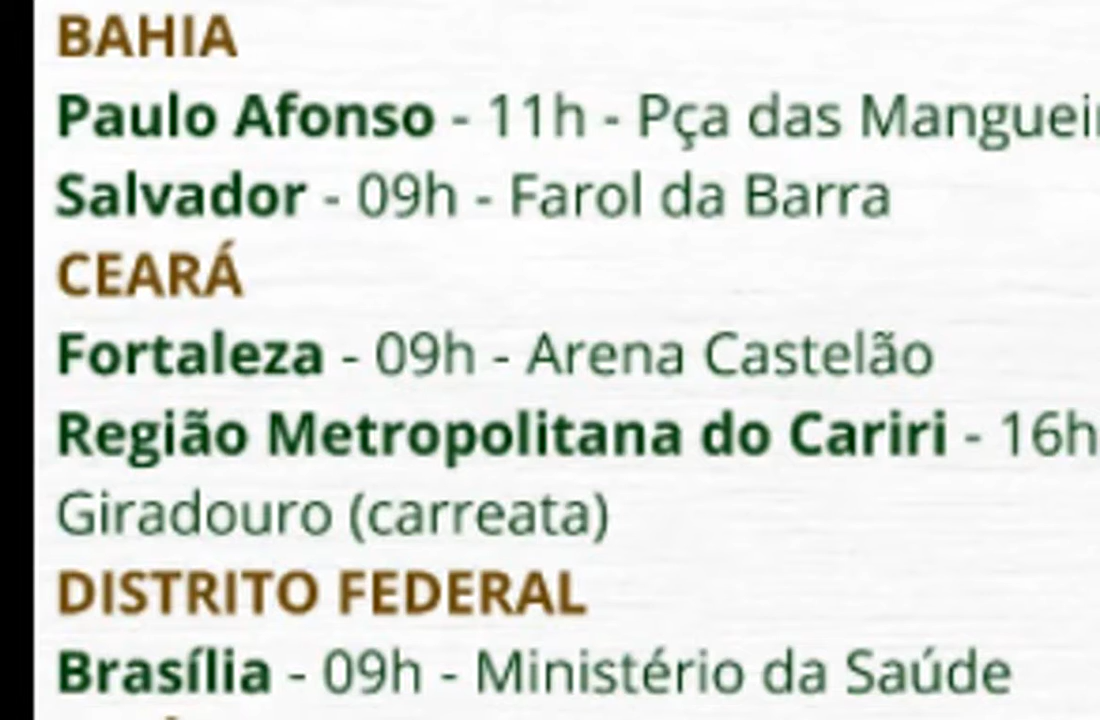 BAHIA
Paulo Afonso - 11h - Pça das
Salvador - 09h - Farol da Barra
CEARÁ
Fortaleza - 09h - Arena Castelão
Região Metropolitana do Cariri - 16h
Giradouro (carreata)
DISTRITO FEDERAL
Brasília - 09h - Ministério da Saúde